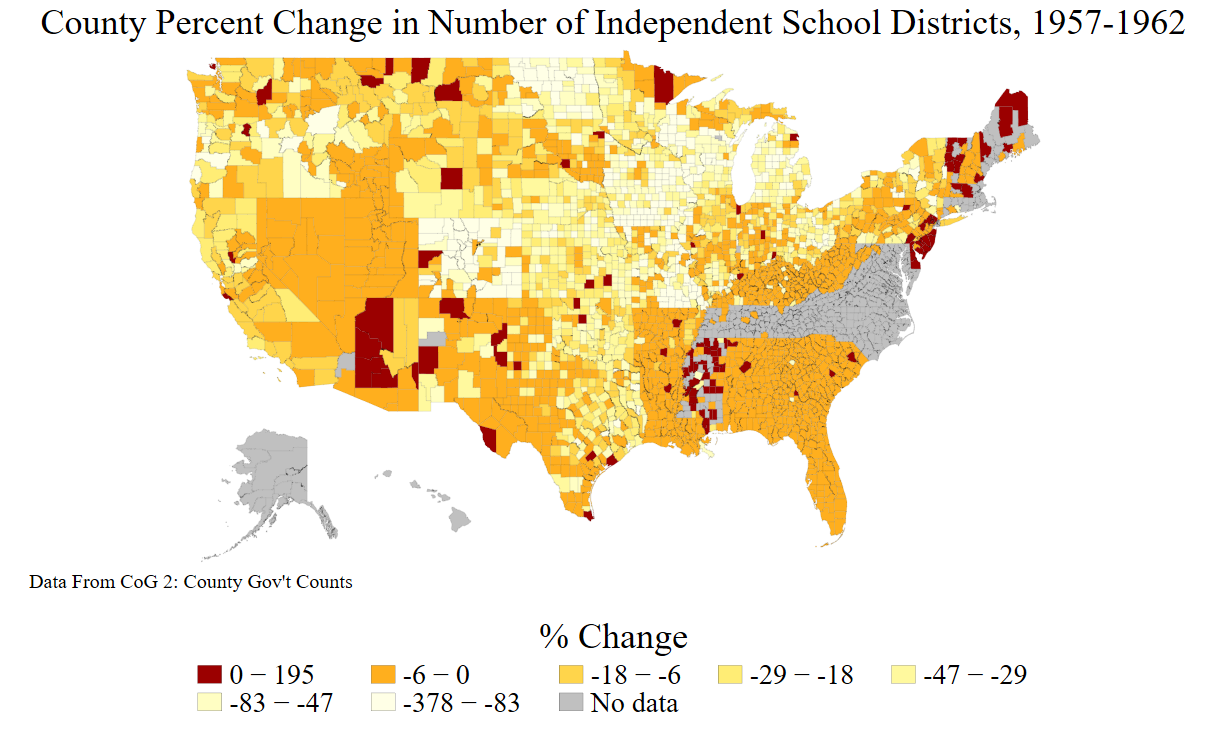 County Percent Change in Number of Independent School Districts, 1957-1962
Data From CoG 2: County Gov't Counts
% Change
0 − 195 -6 − 0 -18 − -6 -29 − -18 -47 − -29
-83 − -47 -378 − -83 No data